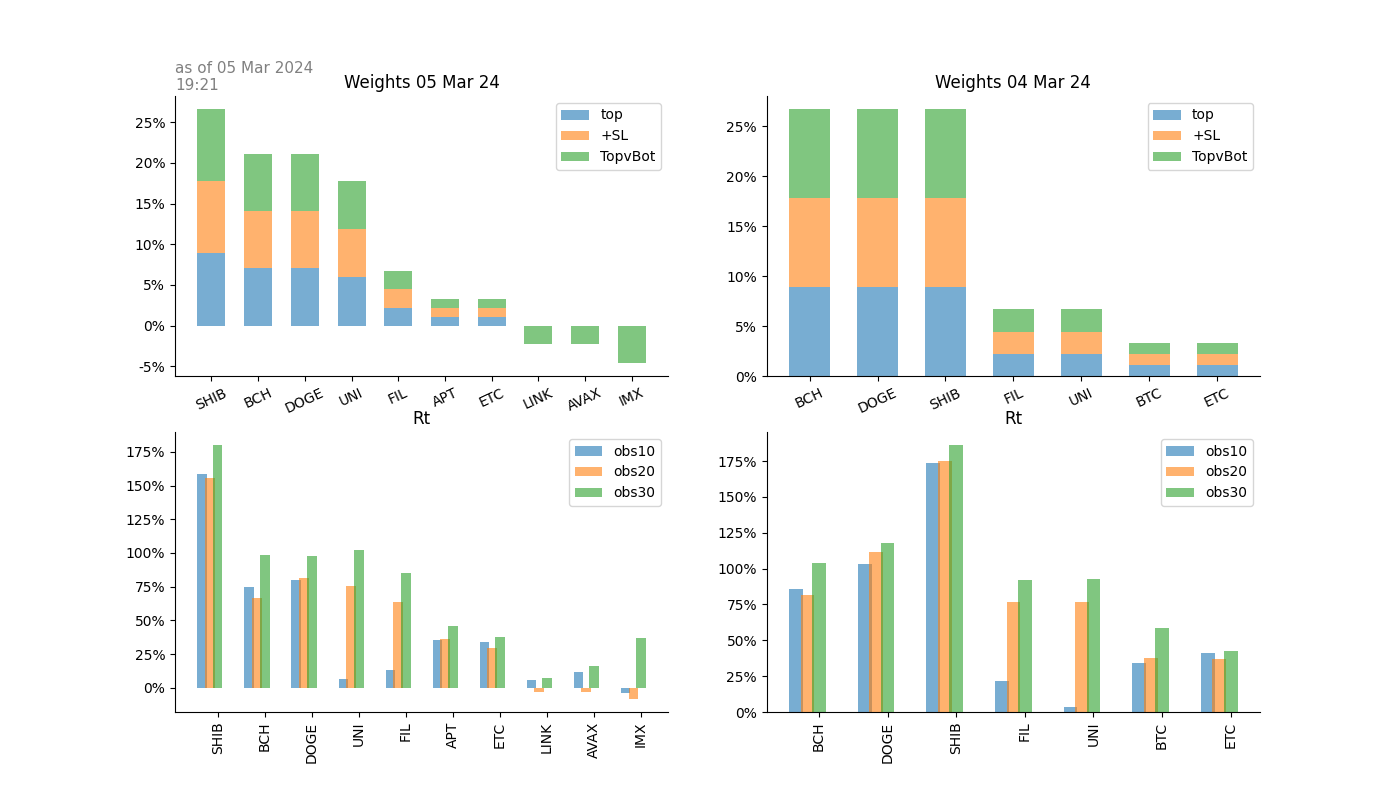 as of 05 Mar 2024
19:21
Weights 05 Mar 24
25%
20%
15%
10%
5%
0%
-5%
top
+SL
TopvBot
SHIB BCH DOGE UNI FIL APT ETC LINK AVAX IMX
Weights 04 Mar 24
25%
20%
15%
10%
5%
0%
top
+SL
TopvBot
BCH DOGE SHIB FIL UNI BTC ETC
Rt
175%
150%
125%
100%
75%
50%
25%
0%
obs10
obs20
obs30
SHIB BCH DOGE UNI FIL APT ETC LINK AVAX IMX
Rt
175%
150%
125%
100%
75%
50%
25%
0%
obs10
obs20
obs30
BCH DOGE SHIB FIL UNI BTC ETC